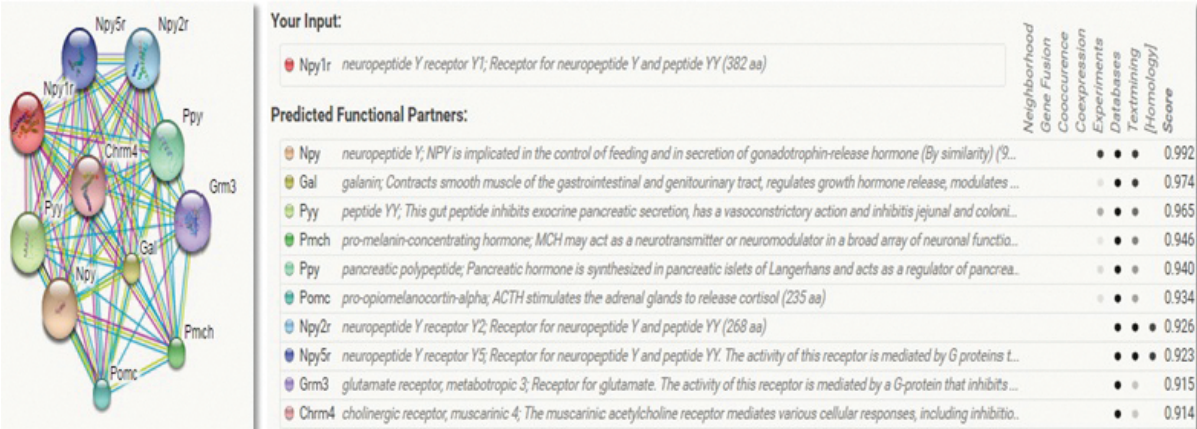 Npy5r Npy2r
Npy1r
Ppy
Chrm4
Grm3
Pyy
Gal
Npy
Pmch
Pomc
Your Input:
Npy1r neuropeptide Y receptor Y1; Receptor for neuropeptide Y and peptide YY (382 aa)
Neighborhood
Gene Fusion
Cooccurence
Coexpression
Experiments
Databases
Textmining
[Homology]
Score
Predicted Functional Partners:
Npy neuropeptide Y; NPY is implicated in the control of feeding and in secretion of gonadotrophin-release hormone (By similarity) (9... 0.992
Gal galanin; Contracts smooth muscle of the gastrointestinal and genitourinary tract, regulates growth hormone release, modulates ... 0.974
Pyy peptide YY; This gut peptide inhibits exocrine pancreatic secretion, has a vasoconstrictory action and inhibitis jejunal and coloni... 0.965
Pmch pro-melanin-concentrating hormone; MCH may act as a neurotransmitter or neuromodulator in a broad array of neuronal functio... 0.946
Ppy pancreatic polypeptide; Pancreatic hormone is synthesized in pancreatic islets of Langerhans and acts as a regulator of pancrea.. 0.940
Pomc pro-opiomelanocortin-alpha; ACTH stimulates the adrenal glands to release cortisol (235 aa) 0.934
Npy2r neuropeptide Y receptor Y2; Receptor for neuropeptide Y and peptide YY (268 aa) 0.926
Npy5r neuropeptide Y receptor Y5; Receptor for neuropeptide Y and peptide YY. The activity of this receptor is mediated by G proteins t... 0.923
Grm3 glutamate receptor, metabotropic 3; Receptor for glutamate. The activity of this receptor is mediated by a G-protein that inhibits ... 0.915
Chrm4 cholinergic receptor, muscarinic 4; The muscarinic acetylcholine receptor mediates various cellular responses, including inhibitio.. 0.914